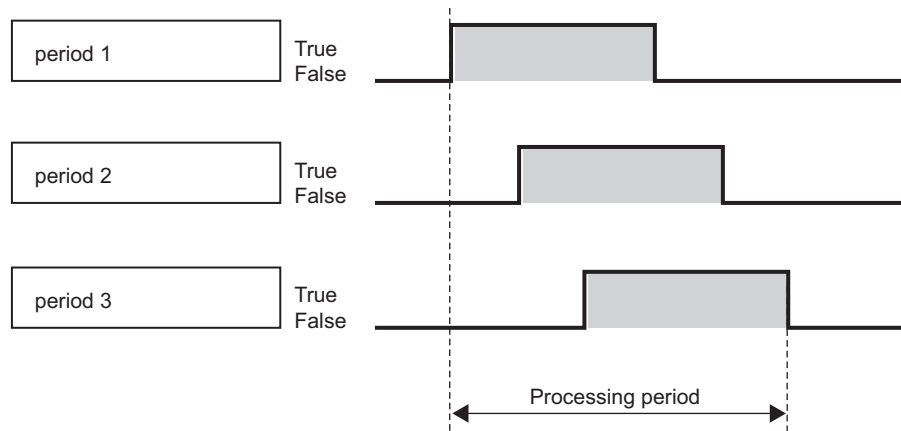 period 1
True
False
period 2
True
False
period 3
True
False
Processing period